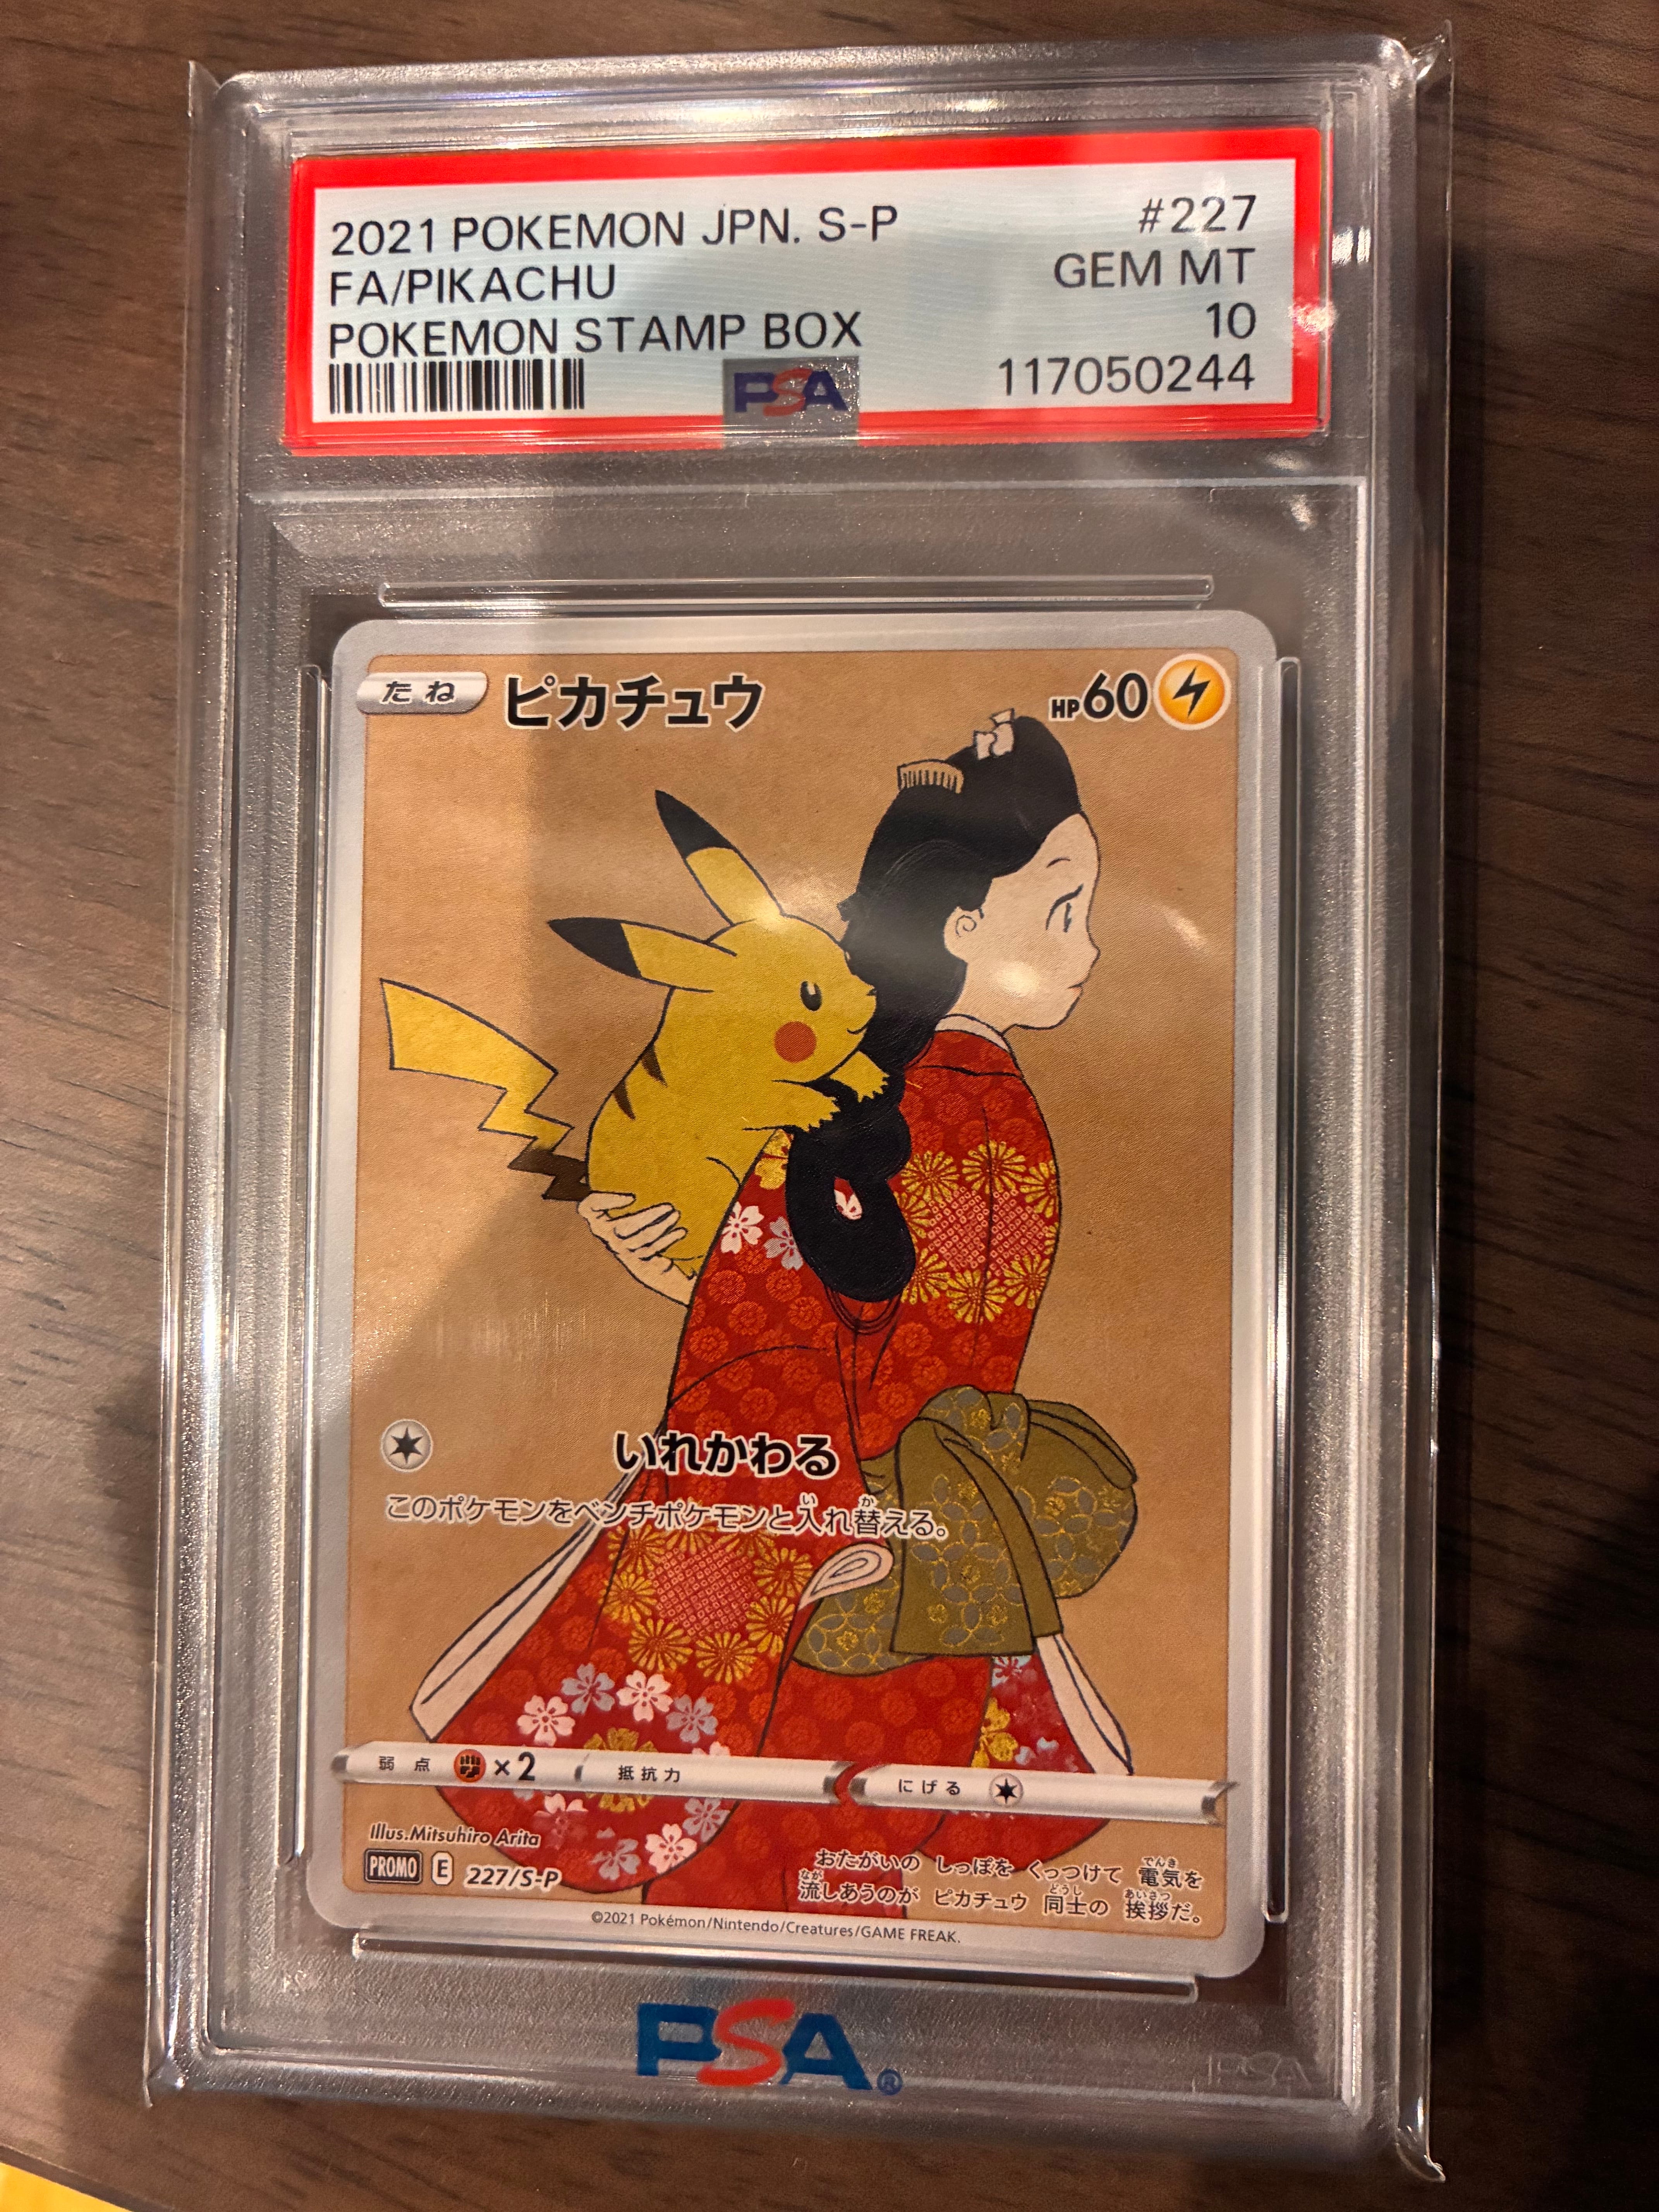 2021 POKEMON JPN. S-P #227
FA/PIKACHU GEM MT
POKEMON STAMP BOX 10
PSA 117050244
たね ピカチュウ HP60
いれかわる
このポケモンをベンチポケモンと入れ替える。
弱点 ×2 抵抗力 にげる
Illus.Mitsuhiro Arita
PROMO E 227/S-P
おたがいの しっぽを くっつけて 電気を
流しあうのが ピカチュウ 同士の 挨拶だ。
©2021 Pokémon/Nintendo/Creatures/GAME FREAK.
PSA®
PSA